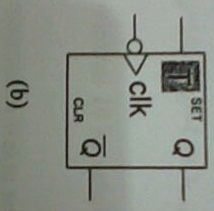 T SET Q
clk
CLR Q̅
(b)